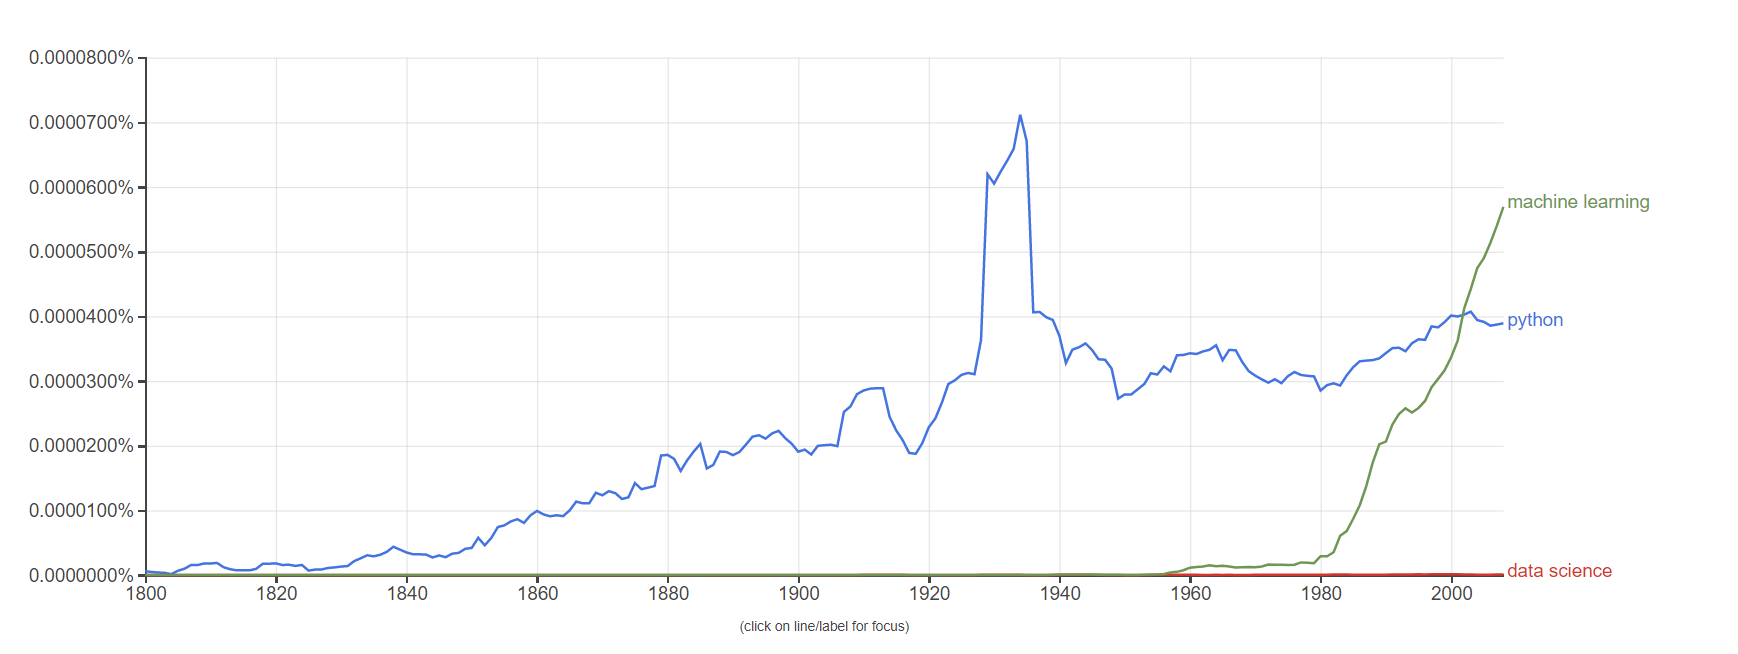 0.0000800%
0.0000700%
0.0000600%
0.0000500%
0.0000400%
0.0000300%
0.0000200%
0.0000100%
0.0000000%
machine learning
python
data science
1800 1820 1840 1860 1880 1900 1920 1940 1960 1980 2000
(click on line/label for focus)